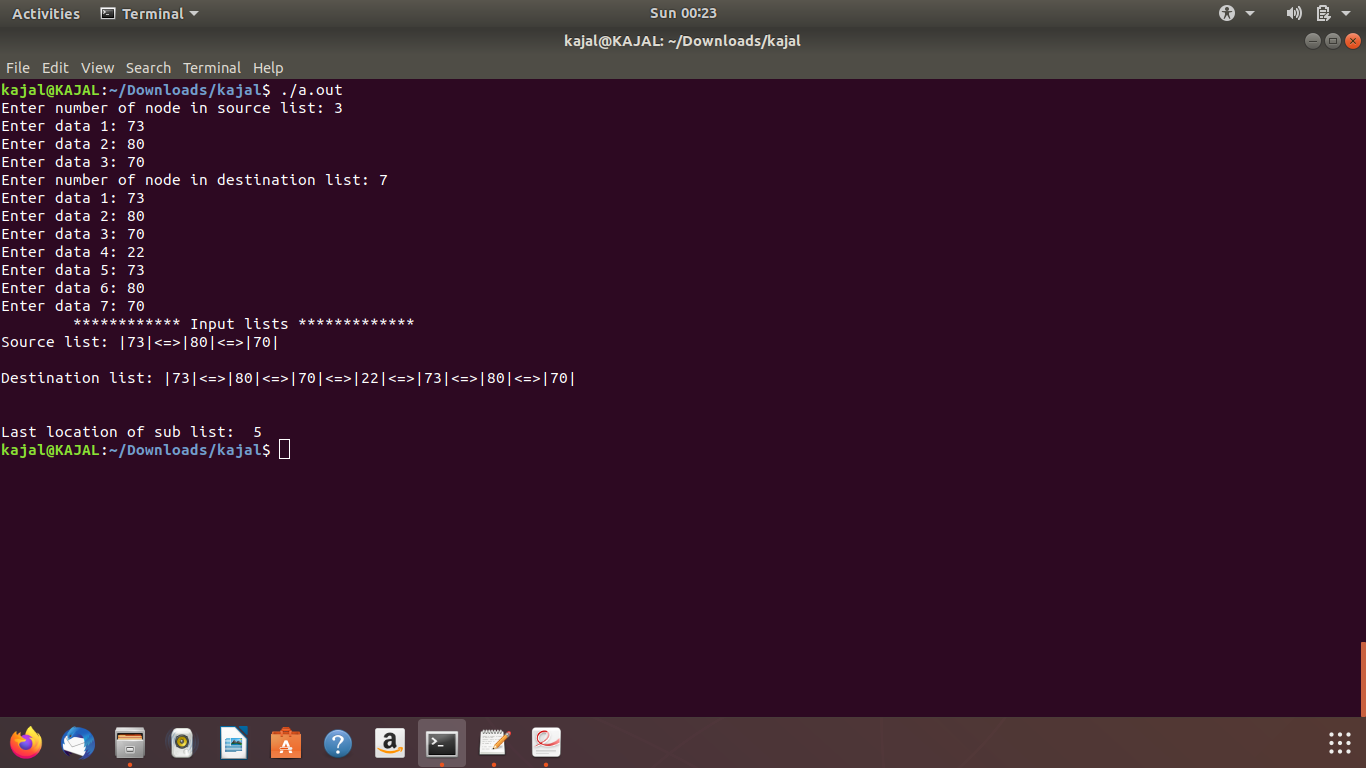 Activities Terminal Sun 00:23
kajal@KAJAL: ~/Downloads/kajal
File Edit View Search Terminal Help
kajal@KAJAL:~/Downloads/kajal$ ./a.out
Enter number of node in source list: 3
Enter data 1: 73
Enter data 2: 80
Enter data 3: 70
Enter number of node in destination list: 7
Enter data 1: 73
Enter data 2: 80
Enter data 3: 70
Enter data 4: 22
Enter data 5: 73
Enter data 6: 80
Enter data 7: 70
************ Input lists *************
Source list: |73|<=>|80|<=>|70|
Destination list: |73|<=>|80|<=>|70|<=>|22|<=>|73|<=>|80|<=>|70|
Last location of sub list:  5
kajal@KAJAL:~/Downloads/kajal$